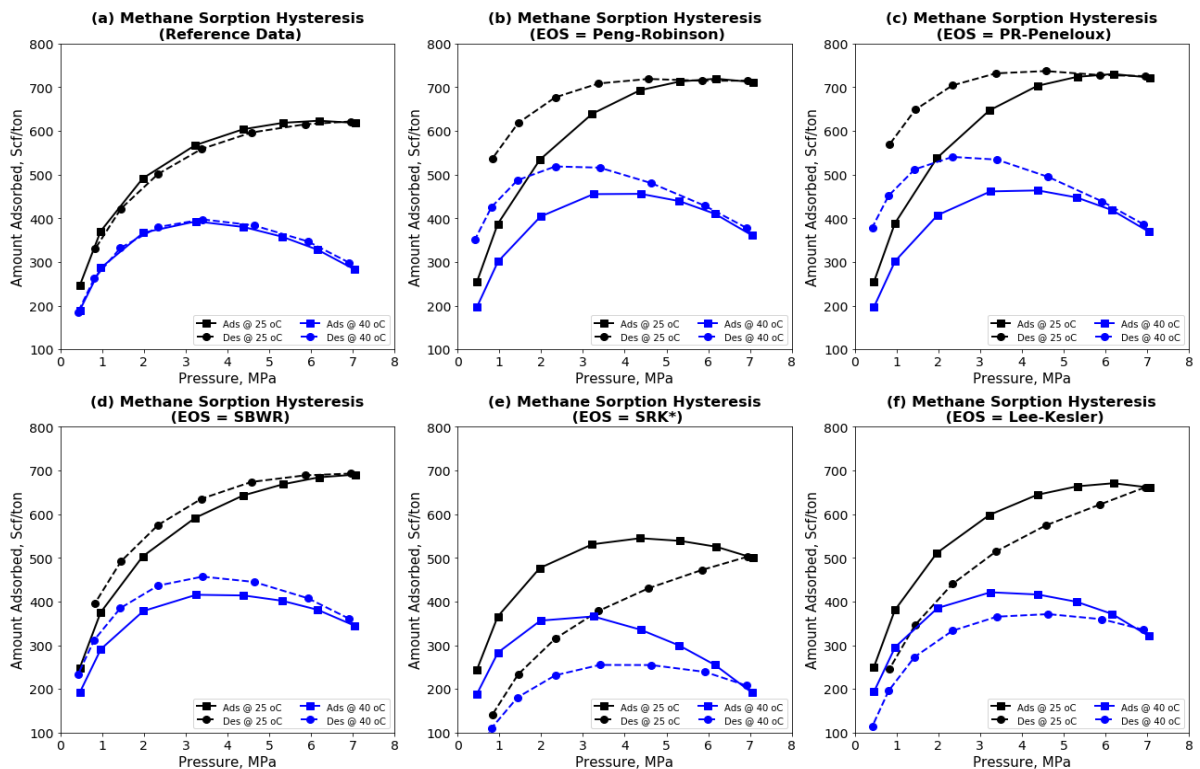 (a) Methane Sorption Hysteresis
(Reference Data)
Amount Adsorbed, Scf/ton
800
700
600
500
400
300
200
100
0 1 2 3 4 5 6 7 8
Pressure, MPa
Ads @ 25 oC
Des @ 25 oC
Ads @ 40 oC
Des @ 40 oC
(b) Methane Sorption Hysteresis
(EOS = Peng-Robinson)
Amount Adsorbed, Scf/ton
800
700
600
500
400
300
200
100
0 1 2 3 4 5 6 7 8
Pressure, MPa
Ads @ 25 oC
Des @ 25 oC
Ads @ 40 oC
Des @ 40 oC
(c) Methane Sorption Hysteresis
(EOS = PR-Peneloux)
Amount Adsorbed, Scf/ton
800
700
600
500
400
300
200
100
0 1 2 3 4 5 6 7 8
Pressure, MPa
Ads @ 25 oC
Des @ 25 oC
Ads @ 40 oC
Des @ 40 oC
(d) Methane Sorption Hysteresis
(EOS = SBWR)
Amount Adsorbed, Scf/ton
800
700
600
500
400
300
200
100
0 1 2 3 4 5 6 7 8
Pressure, MPa
Ads @ 25 oC
Des @ 25 oC
Ads @ 40 oC
Des @ 40 oC
(e) Methane Sorption Hysteresis
(EOS = SRK*)
Amount Adsorbed, Scf/ton
800
700
600
500
400
300
200
100
0 1 2 3 4 5 6 7 8
Pressure, MPa
Ads @ 25 oC
Des @ 25 oC
Ads @ 40 oC
Des @ 40 oC
(f) Methane Sorption Hysteresis
(EOS = Lee-Kesler)
Amount Adsorbed, Scf/ton
800
700
600
500
400
300
200
100
0 1 2 3 4 5 6 7 8
Pressure, MPa
Ads @ 25 oC
Des @ 25 oC
Ads @ 40 oC
Des @ 40 oC